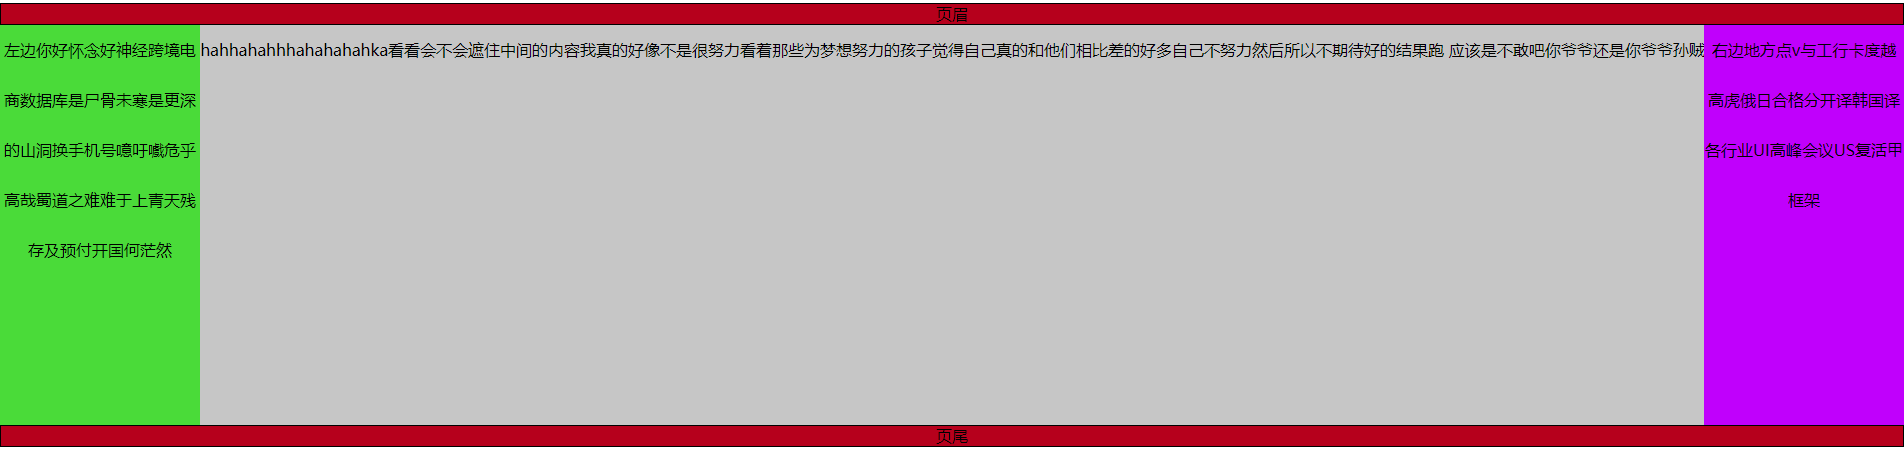 页眉
左边你好怀念好神经跨境电
商数据库是尸骨未寒是更深
的山洞换手机号噫吁嚱危乎
高哉蜀道之难难于上青天残
存及预付开国何茫然
hahhahahhhahahahahka看看会不会遮住中间的内容我真的好像不是很努力看着那些为梦想努力的孩子觉得自己真的和他们相比差的好多自己不努力然后所以不期待好的结果跑 应该是不敢吧你爷爷还是你爷爷孙贼
右边地方点v与工行卡度越
高虎俄日合格分开译韩国译
各行业UI高峰会议US复活甲
框架
页尾